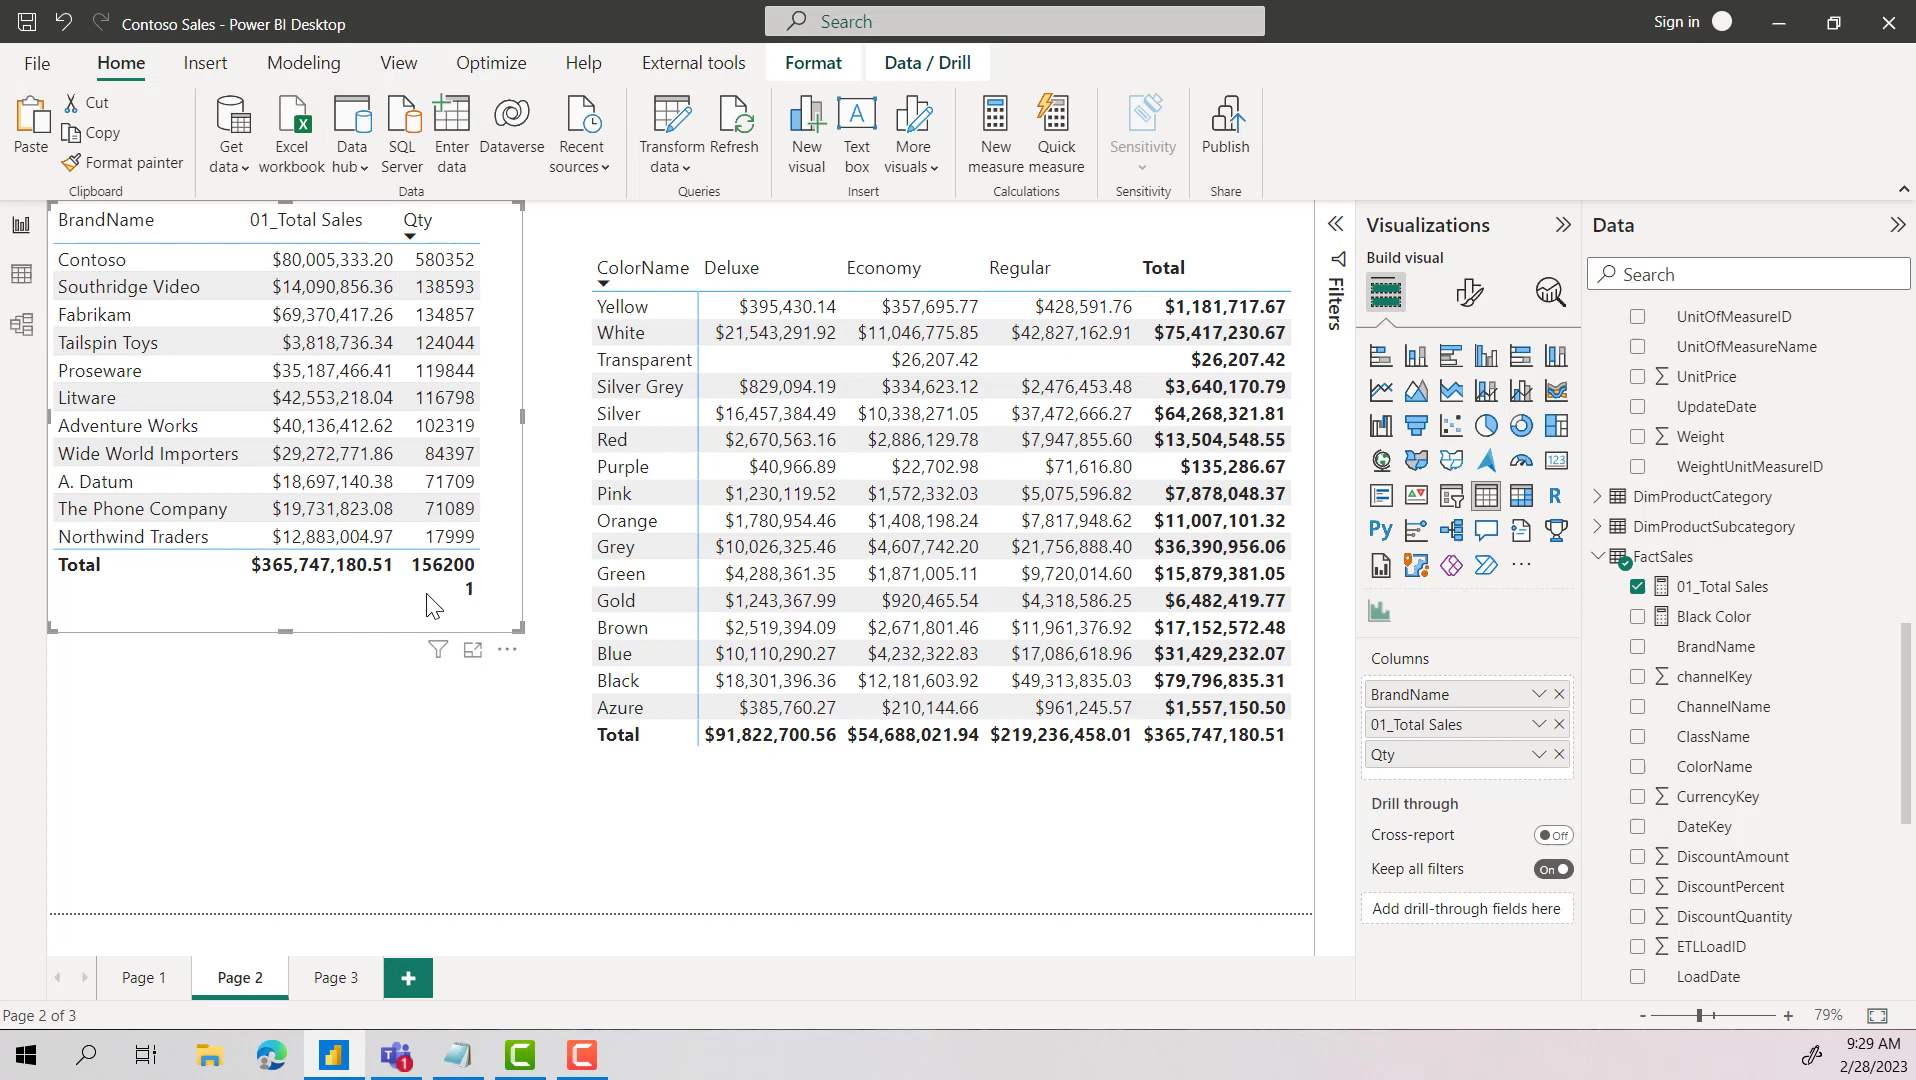 Contoso Sales - Power BI Desktop
Search
Sign in
File
Home
Insert
Modeling
View
Optimize
Help
External tools
Format
Data / Drill
Paste
Cut
Copy
Format painter
Clipboard
Get data
Excel workbook
Data hub
SQL Server
Enter data
Dataverse
Recent sources
Data
Transform data
Refresh
Queries
New visual
A
Text box
More visuals
Insert
New measure
Quick measure
Calculations
Sensitivity
Sensitivity
Publish
Share
BrandName 01_Total Sales Qty
Contoso $80,005,333.20 580352
Southridge Video $14,090,856.36 138593
Fabrikam $69,370,417.26 134857
Tailspin Toys $3,818,736.34 124044
Proseware $35,187,466.41 119844
Litware $42,553,218.04 116798
Adventure Works $40,136,412.62 102319
Wide World Importers $29,272,771.86 84397
A. Datum $18,697,140.38 71709
The Phone Company $19,731,823.08 71089
Northwind Traders $12,883,004.97 17999
Total $365,747,180.51 156200
1
ColorName Deluxe Economy Regular Total
Yellow $395,430.14 $357,695.77 $428,591.76 $1,181,717.67
White $21,543,291.92 $11,046,775.85 $42,827,162.91 $75,417,230.67
Transparent $26,207.42 $26,207.42
Silver Grey $829,094.19 $334,623.12 $2,476,453.48 $3,640,170.79
Silver $16,457,384.49 $10,338,271.05 $37,472,666.27 $64,268,321.81
Red $2,670,563.16 $2,886,129.78 $7,947,855.60 $13,504,548.55
Purple $40,966.89 $22,702.98 $71,616.80 $135,286.67
Pink $1,230,119.52 $1,572,332.03 $5,075,596.82 $7,878,048.37
Orange $1,780,954.46 $1,408,198.24 $7,817,948.62 $11,007,101.32
Grey $10,026,325.46 $4,607,742.20 $21,756,888.40 $36,390,956.06
Green $4,288,361.35 $1,871,005.11 $9,720,014.60 $15,879,381.05
Gold $1,243,367.99 $920,465.54 $4,318,586.25 $6,482,419.77
Brown $2,519,394.09 $2,671,801.46 $11,961,376.92 $17,152,572.48
Blue $10,110,290.27 $4,232,322.83 $17,086,618.96 $31,429,232.07
Black $18,301,396.36 $12,181,603.92 $49,313,835.03 $79,796,835.31
Azure $385,760.27 $210,144.66 $961,245.57 $1,557,150.50
Total $91,822,700.56 $54,688,021.94 $219,236,458.01 $365,747,180.51
Filters
Visualizations
Build visual
123
R
Py
Columns
BrandName
01_Total Sales
Qty
Drill through
Cross-report Off
Keep all filters On
Add drill-through fields here
Data
Search
UnitOfMeasureID
UnitOfMeasureName
UnitPrice
UpdateDate
Weight
WeightUnitMeasureID
DimProductCategory
DimProductSubcategory
FactSales
01_Total Sales
Black Color
BrandName
channelKey
ChannelName
ClassName
ColorName
CurrencyKey
DateKey
DiscountAmount
DiscountPercent
DiscountQuantity
ETLLoadID
LoadDate
Page 1
Page 2
Page 3
+
Page 2 of 3
- + 79%
1
9:29 AM
2/28/2023